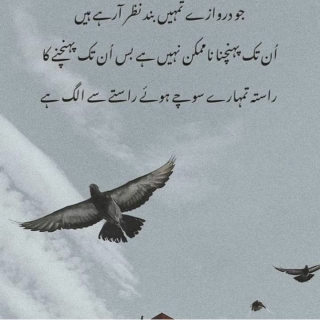 جو دروازے تمہیں بند نظر آرہے ہیں
اُن تک پہنچنا ناممکن نہیں ہے بس اُن تک پہنچنے کا
راستہ تمہارے سوچے ہوئے راستے سے الگ ہے